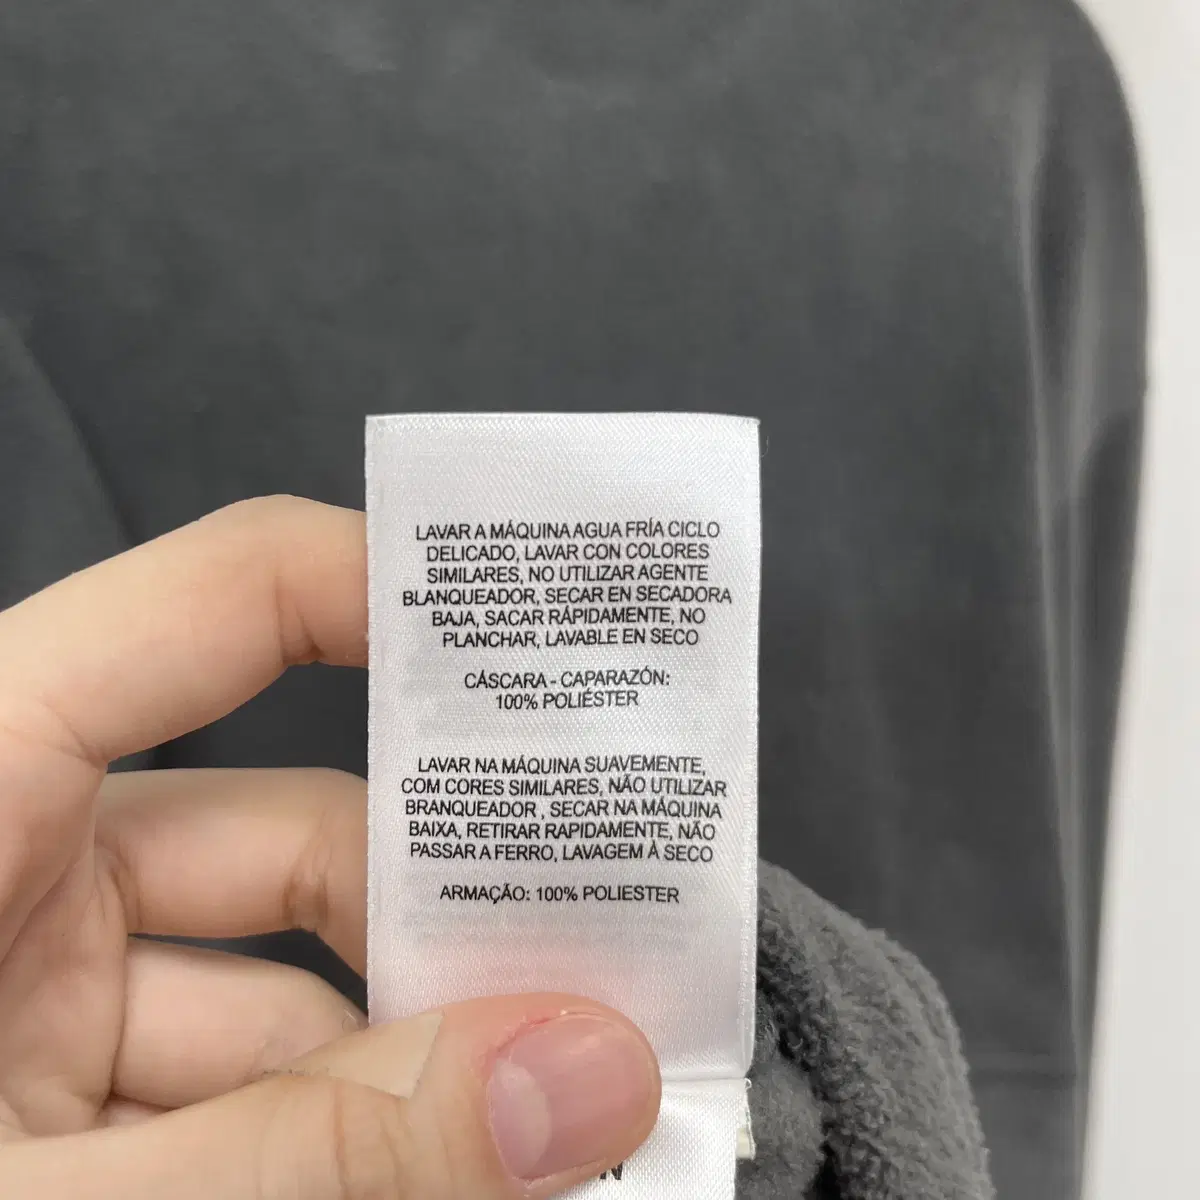 LAVAR A MÁQUINA AGUA FRÍA CICLO
DELICADO, LAVAR CON COLORES
SIMILARES, NO UTILIZAR AGENTE
BLANQUEADOR, SECAR EN SECADORA
BAJA, SACAR RÁPIDAMENTE, NO
PLANCHAR, LAVABLE EN SECO
CÁSCARA - CAPARAZÓN:
100% POLIÉSTER
LAVAR NA MÁQUINA SUAVEMENTE,
COM CORES SIMILARES, NÃO UTILIZAR
BRANQUEADOR , SECAR NA MÁQUINA
BAIXA, RETIRAR RAPIDAMENTE, NÃO
PASSAR A FERRO, LAVAGEM À SECO
ARMAÇÃO: 100% POLIESTER